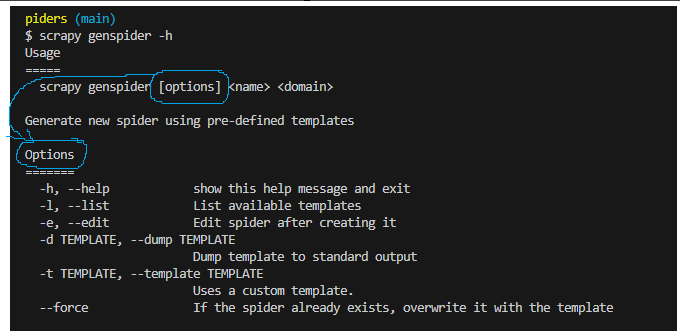 piders (main)
$ scrapy genspider -h
Usage
=====
  scrapy genspider [options] <name> <domain>

Generate new spider using pre-defined templates

Options
=======
  -h, --help            show this help message and exit
  -l, --list            List available templates
  -e, --edit            Edit spider after creating it
  -d TEMPLATE, --dump TEMPLATE
                        Dump template to standard output
  -t TEMPLATE, --template TEMPLATE
                        Uses a custom template.
  --force               If the spider already exists, overwrite it with the template